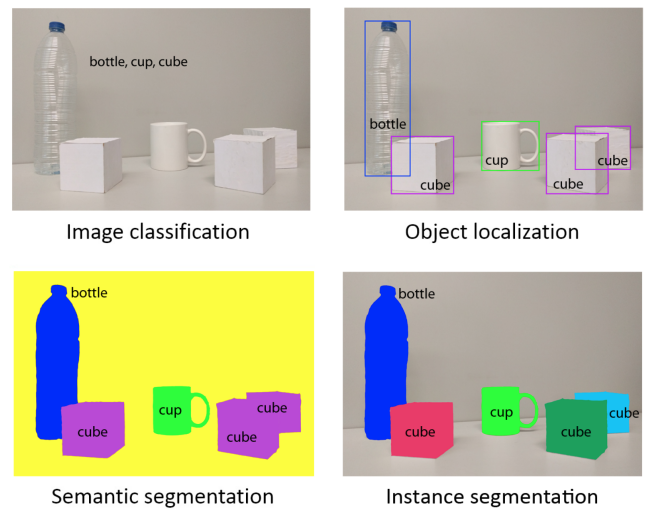 bottle, cup, cube
Image classification
bottle
cup
cube
cube
cube
Object localization
bottle
cup
cube
cube
cube
Semantic segmentation
bottle
cup
cube
cube
cube
Instance segmentation